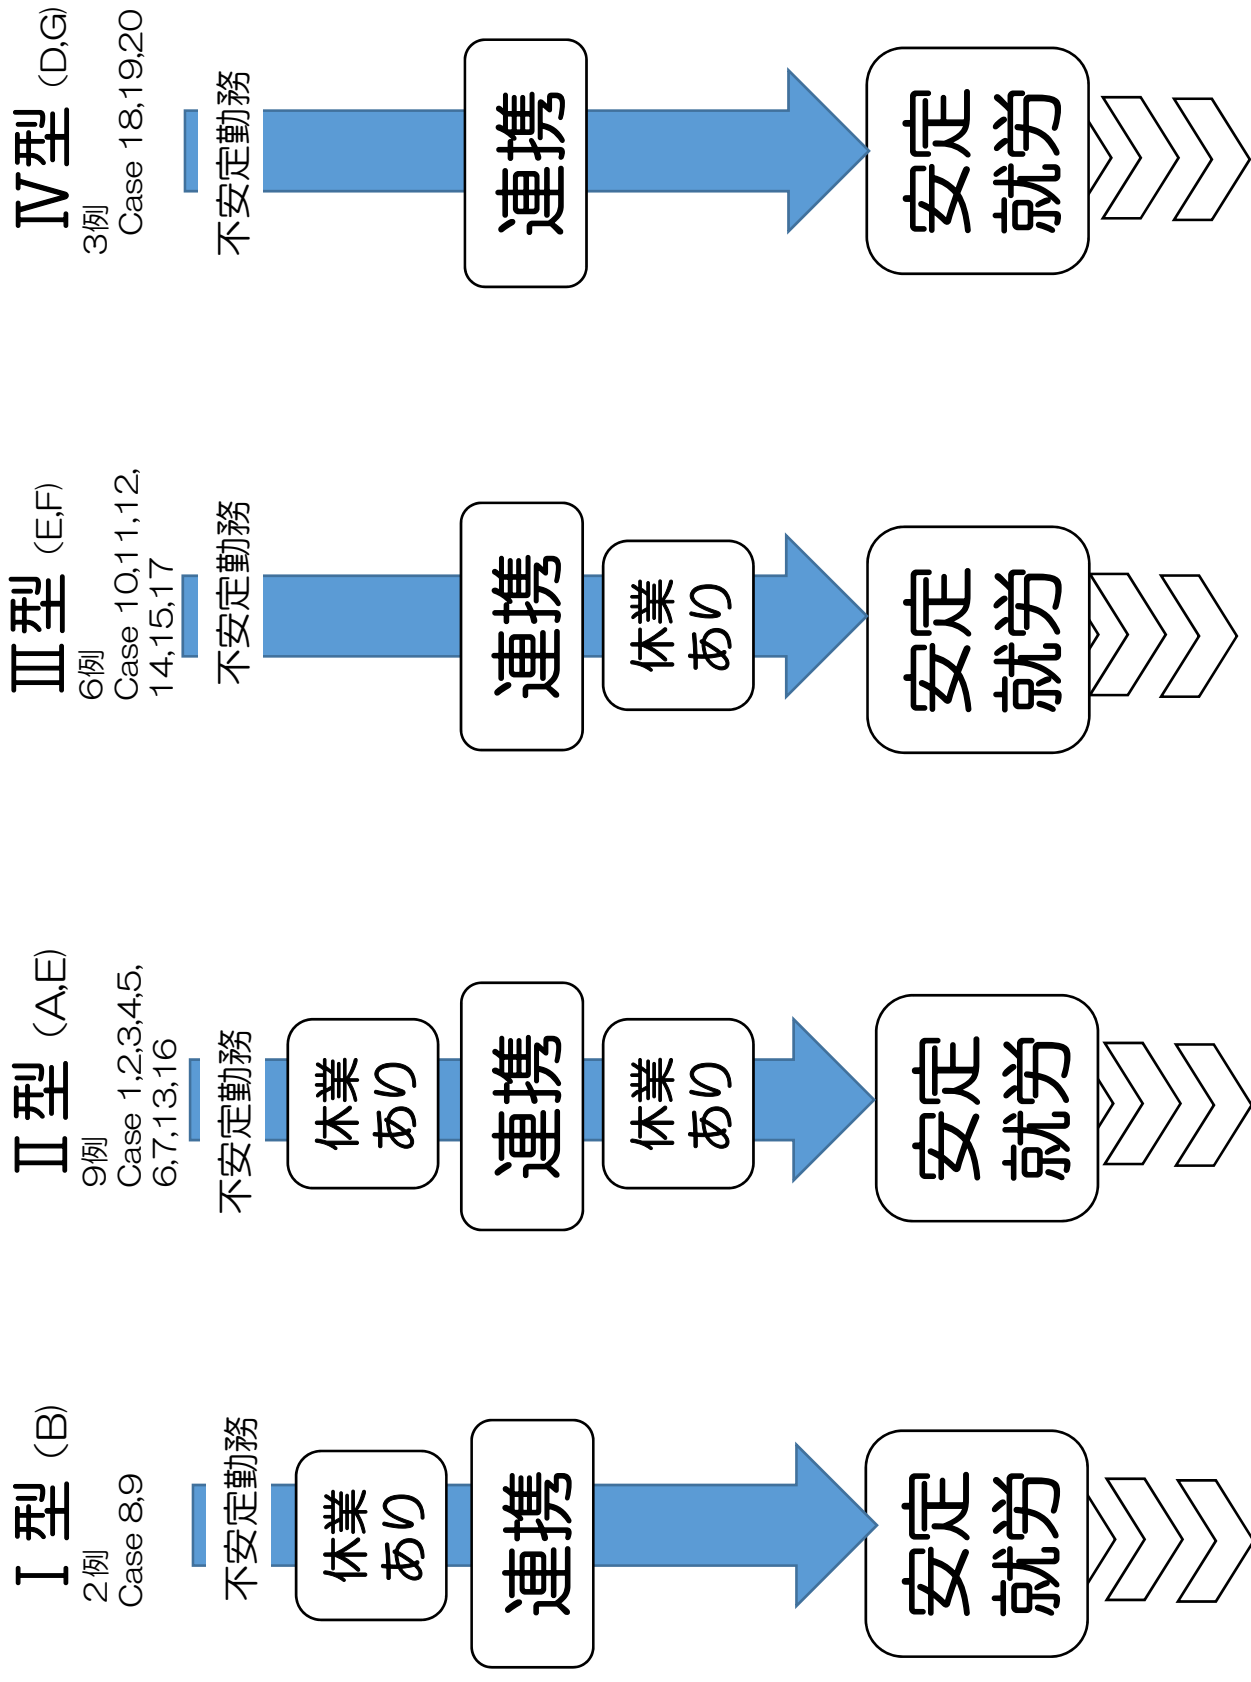 Ⅰ型 （B）
2例
Case 8,9
不安定勤務
休業
あり
連携
安定
就労
Ⅱ型 （A,E）
9例
Case 1,2,3,4,5,
6,7,13,16
不安定勤務
休業
あり
連携
休業
あり
安定
就労
Ⅲ型 （E,F）
6例
Case 10,11,12,
14,15,17
不安定勤務
連携
休業
あり
安定
就労
Ⅳ型 （D,G）
3例
Case 18,19,20
不安定勤務
連携
安定
就労